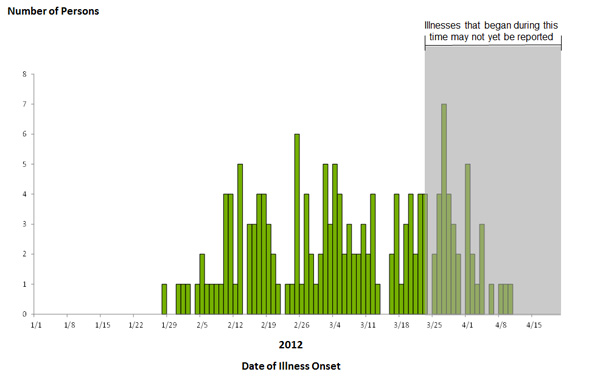 Number of Persons
Illnesses that began during this
time may not yet be reported
8
7
6
5
4
3
2
1
0
1/1 1/8 1/15 1/22 1/29 2/5 2/12 2/19 2/26 3/4 3/11 3/18 3/25 4/1 4/8 4/15
2012
Date of Illness Onset